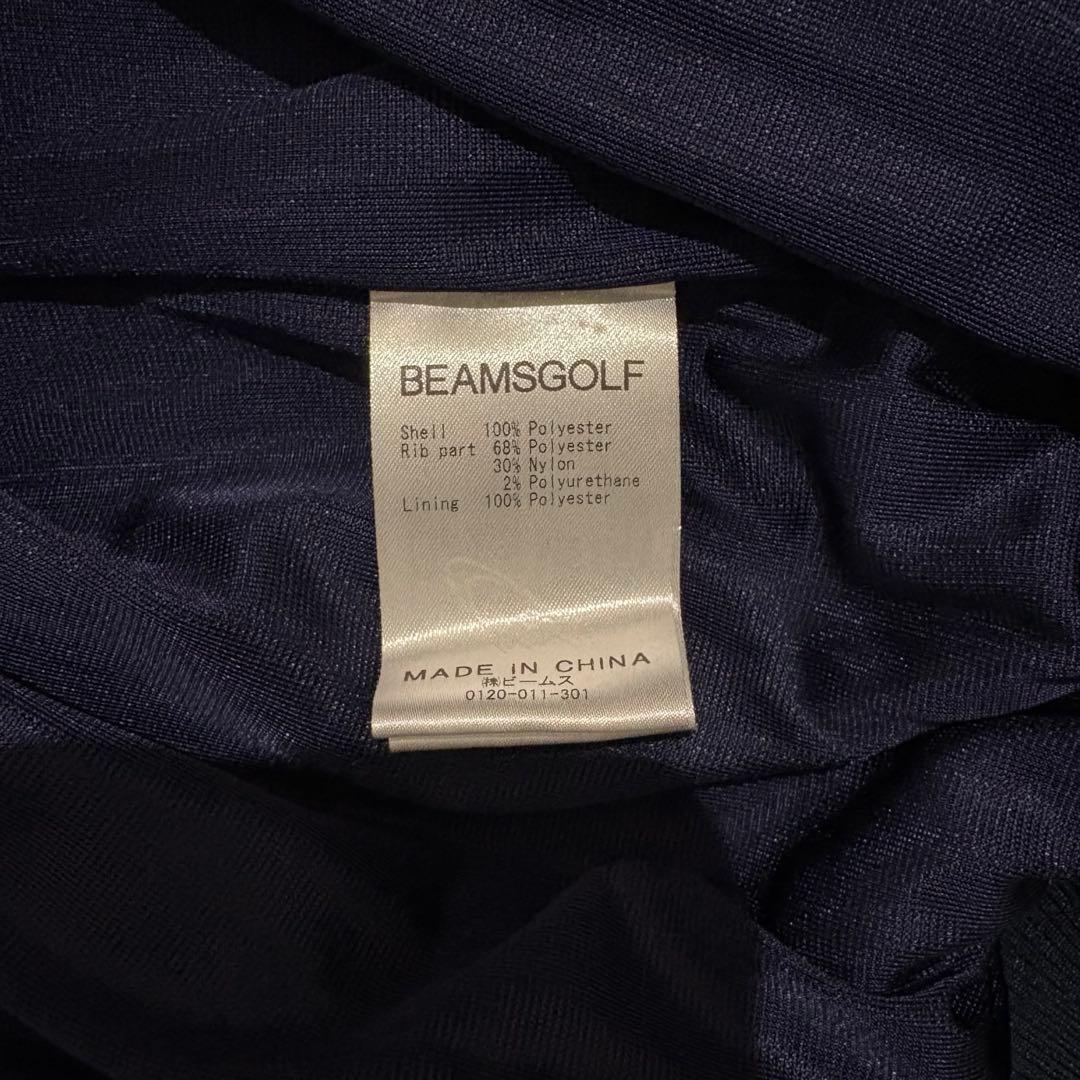 BEAMSGOLF
Shell 100% Polyester
Rib part 68% Polyester
30% Nylon
2% Polyurethane
Lining 100% Polyester
MADE IN CHINA
㈱ビームス
0120-011-301